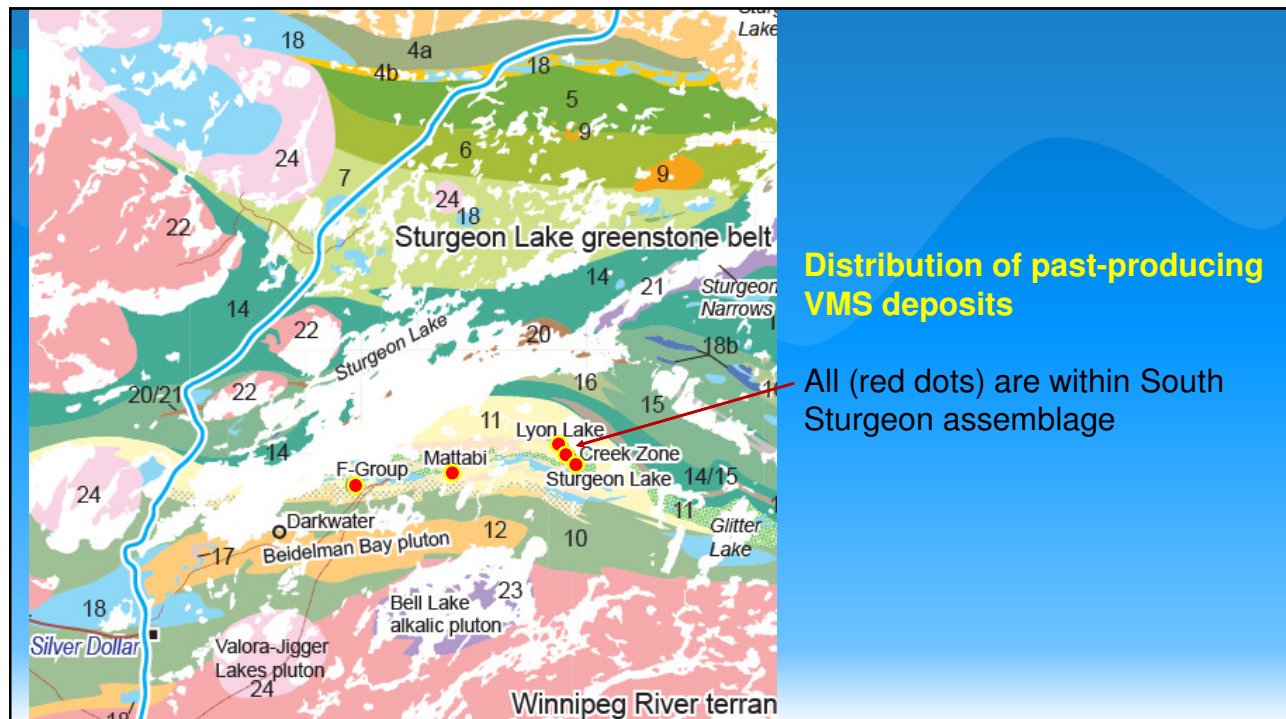 Sturg
Lake
18
4a
4b
18
5
9
6
24
7
9
24
18
22
Sturgeon Lake greenstone belt
14
21
Sturgeon
Narrows
14
22
20
Sturgeon Lake
18b
20/21
22
16
15
11
Lyon Lake
14
Creek Zone
Mattabi
F-Group
Sturgeon Lake
24
14/15
11
Darkwater
12
10
Glitter
Lake
Beidelman Bay pluton
17
23
18
Bell Lake
alkalic pluton
Silver Dollar
Valora-Jigger
Lakes pluton
24
Winnipeg River terran
Distribution of past-producing
VMS deposits
All (red dots) are within South
Sturgeon assemblage